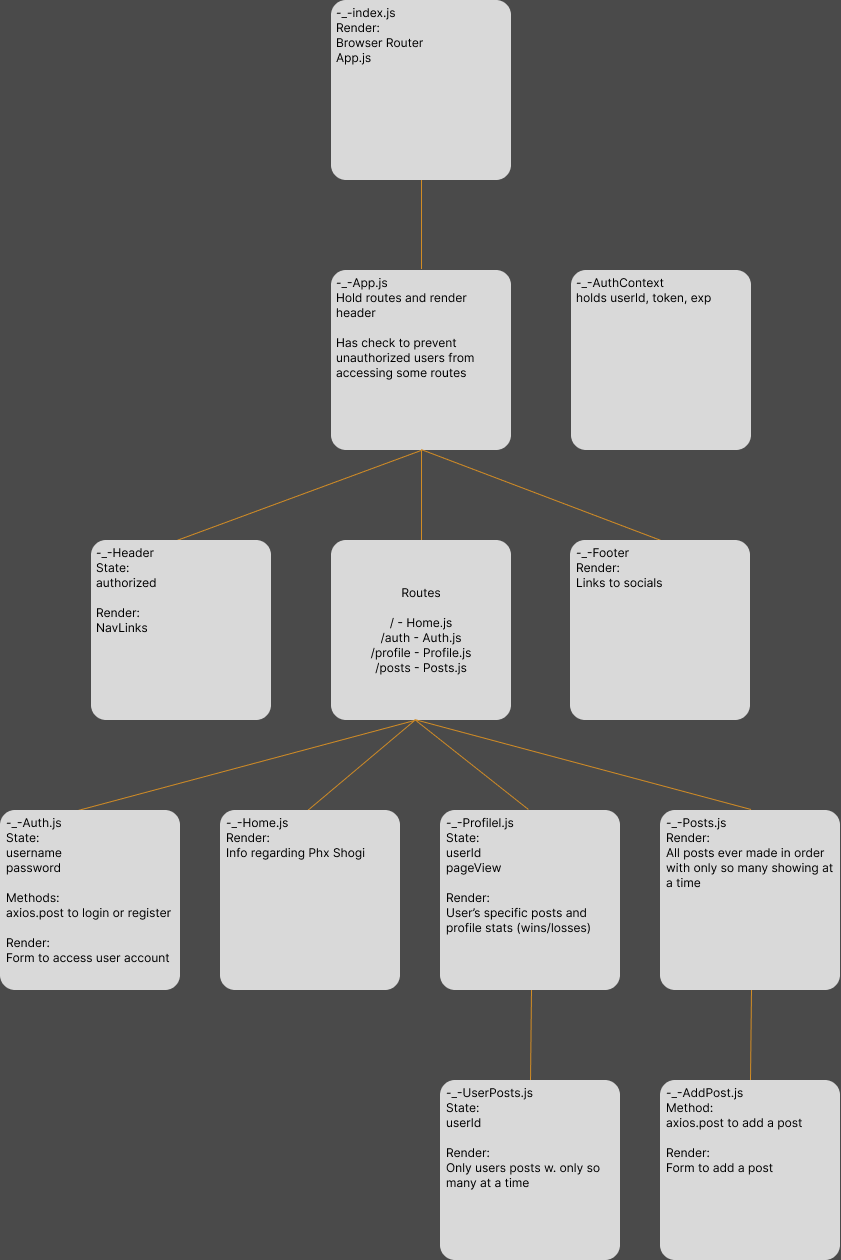 -_-index.js
Render:
Browser Router
App.js
-_-App.js
Hold routes and render
header
Has check to prevent
unauthorized users from
accessing some routes
-_-AuthContext
holds userId, token, exp
-_-Header
State:
authorized
Render:
NavLinks
Routes
/ - Home.js
/auth - Auth.js
/profile - Profile.js
/posts - Posts.js
-_-Footer
Render:
Links to socials
-_-Auth.js
State:
username
password
Methods:
axios.post to login or register
Render:
Form to access user account
-_-Home.js
Render:
Info regarding Phx Shogi
-_-Profilel.js
State:
userId
pageView
Render:
User’s specific posts and
profile stats (wins/losses)
-_-Posts.js
Render:
All posts ever made in order
with only so many showing at
a time
-_-UserPosts.js
State:
userId
Render:
Only users posts w. only so
many at a time
-_-AddPost.js
Method:
axios.post to add a post
Render:
Form to add a post